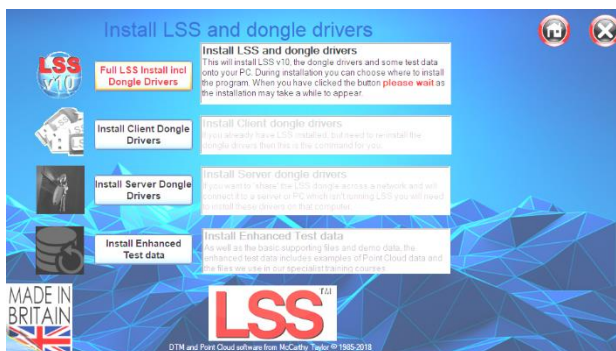 Install LSS and dongle drivers
LSS
v10
Full LSS Install incl
Dongle Drivers
Install LSS and dongle drivers
This will install LSS v10, the dongle drivers and some test data
onto your PC. During installation you can choose where to install
the program. When you have clicked the button please wait as
the installation may take a while to appear.
Install Client Dongle
Drivers
Install Client dongle drivers
If you already have LSS installed, but need to reinstall the
dongle drivers then this is the command for you.
Install Server Dongle
Drivers
Install Server dongle drivers
If you want to 'share' the LSS dongle across a network and will
connect it to a server or PC which isn't running LSS you will need
to install these drivers on that computer.
Install Enhanced
Test data
Install Enhanced Test data
As well as the basic supporting files and demo data, the
enhanced test data includes examples of Point Cloud data and
the files we use in our specialist training courses.
MADE IN
BRITAIN
LSS™
DTM and Point Cloud software from McCarthy Taylor © 1985-2018